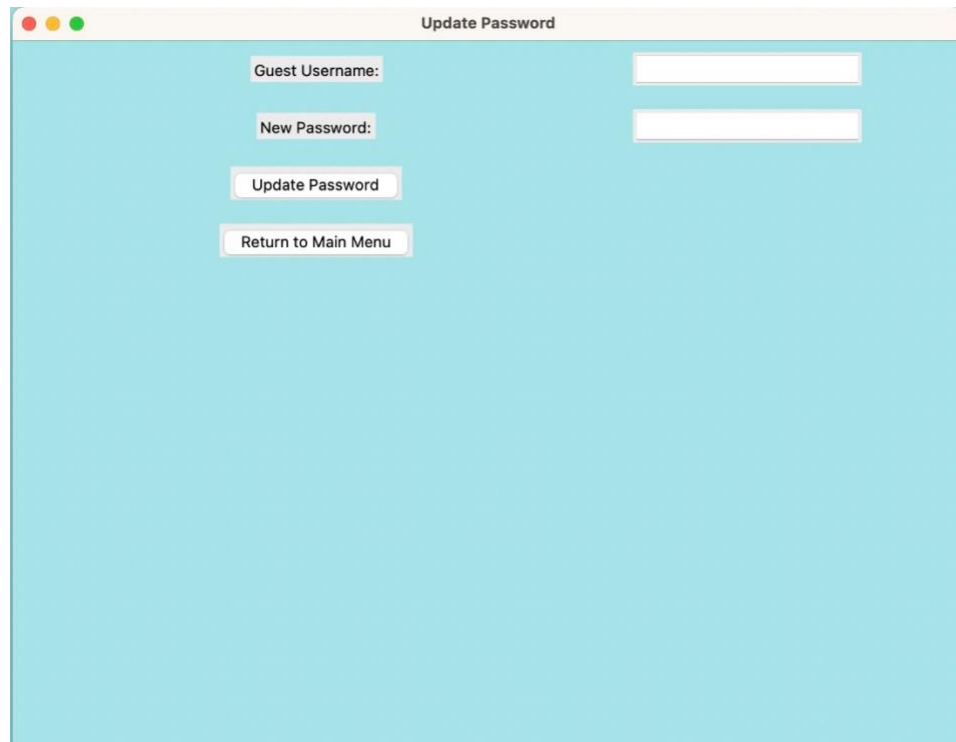 Update Password
Guest Username:
New Password:
Update Password
Return to Main Menu